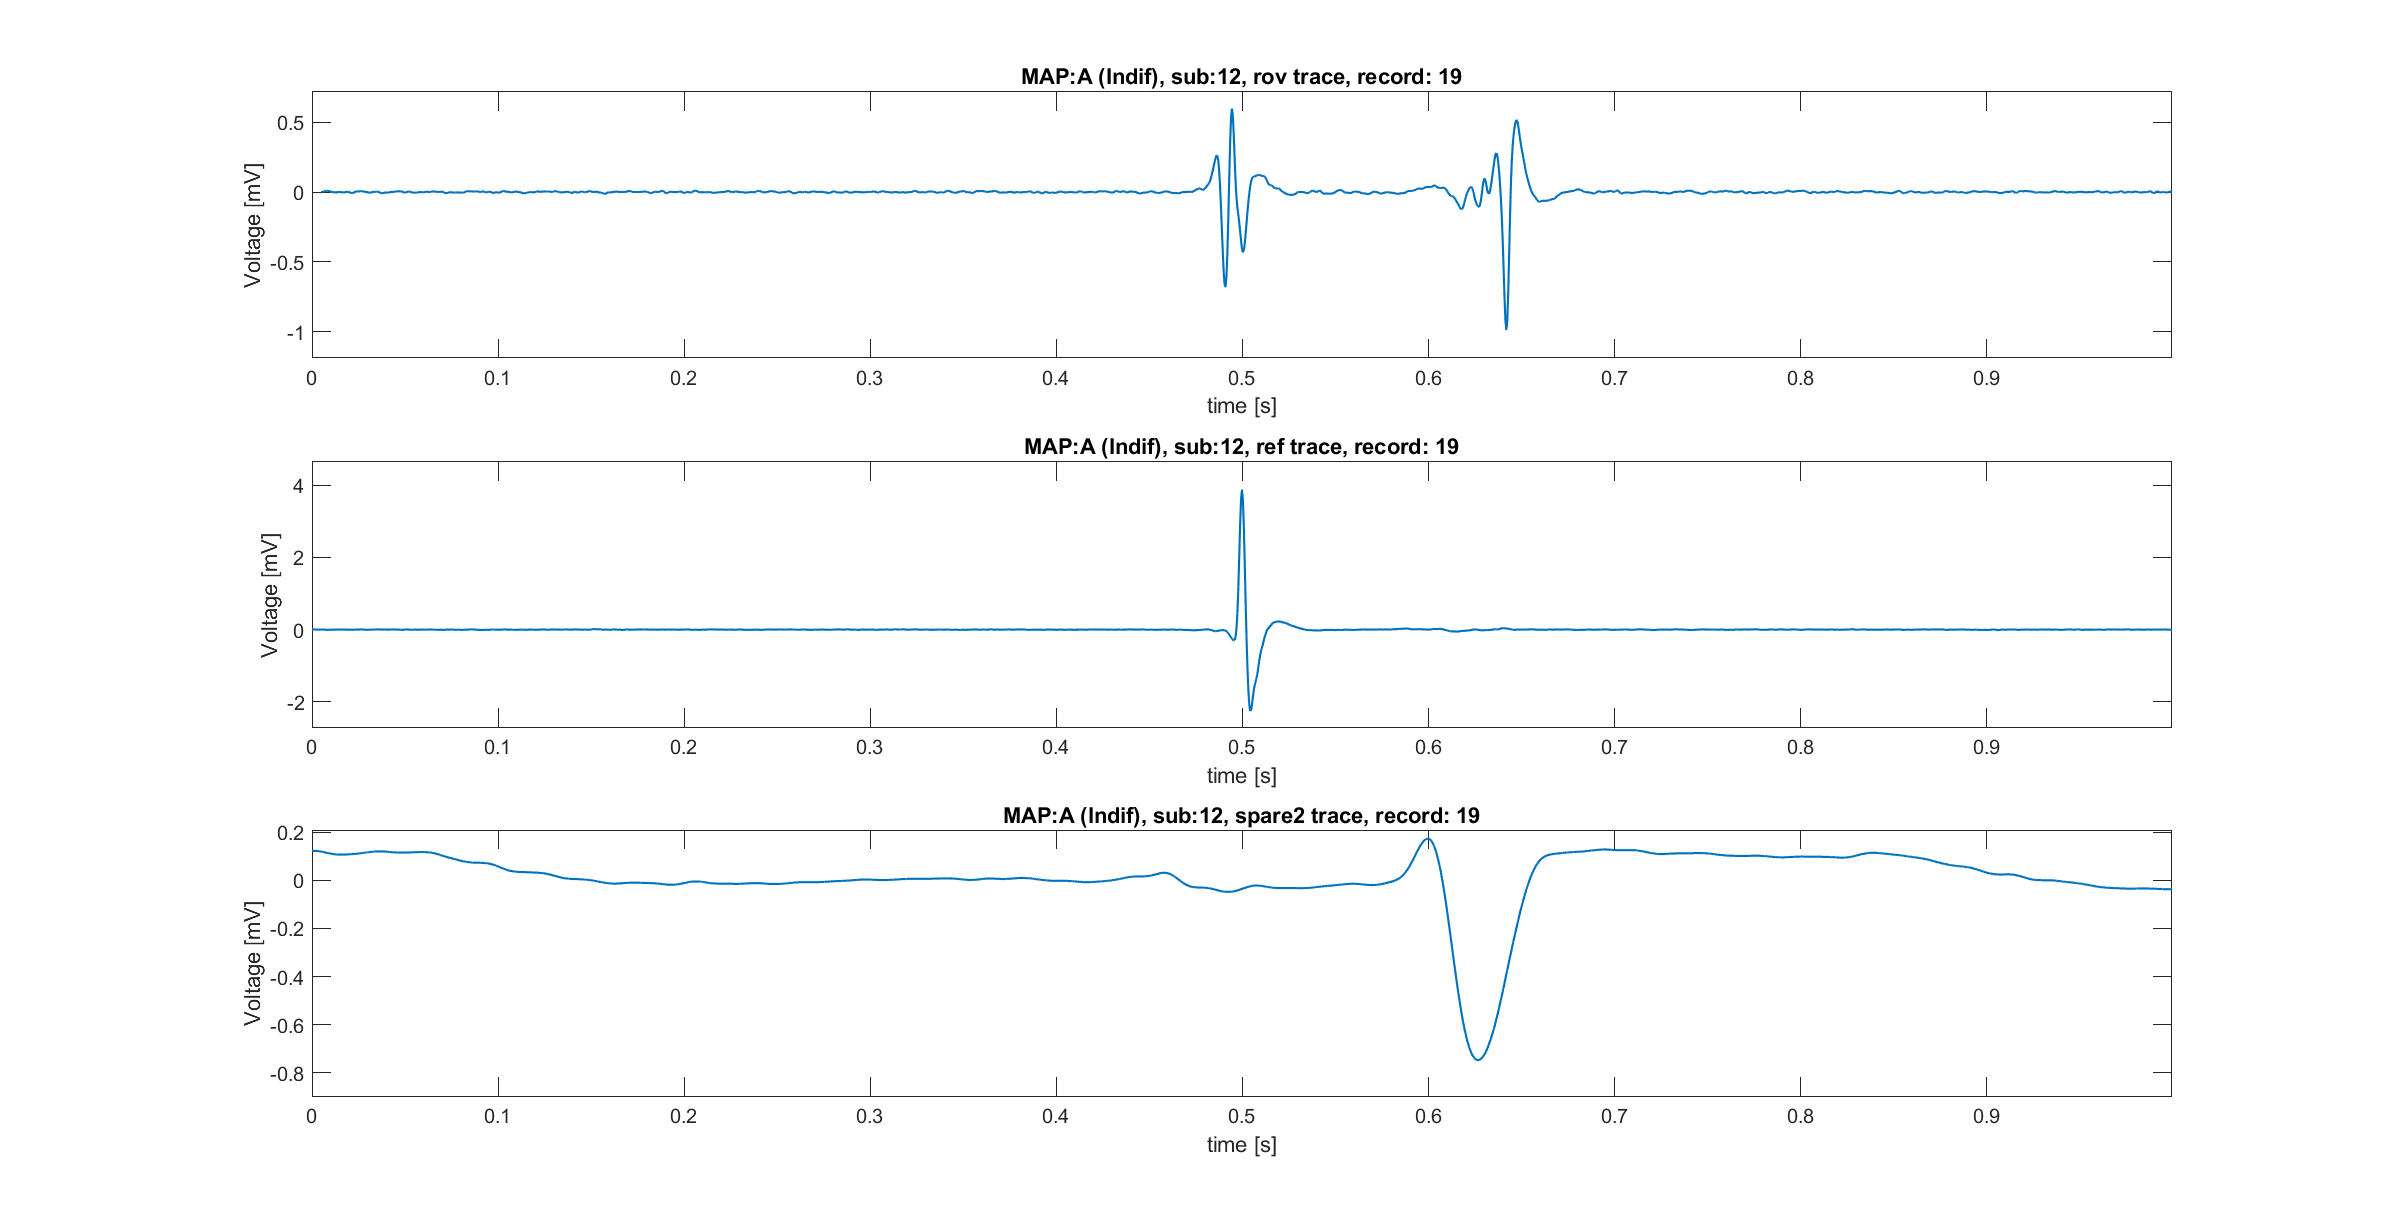 MAP:A (Indif), sub:12, rov trace, record: 19
0.5
0
-0.5
-1
Voltage [mV]
0 0.1 0.2 0.3 0.4 0.5 0.6 0.7 0.8 0.9
time [s]
MAP:A (Indif), sub:12, ref trace, record: 19
4
2
0
-2
Voltage [mV]
0 0.1 0.2 0.3 0.4 0.5 0.6 0.7 0.8 0.9
time [s]
MAP:A (Indif), sub:12, spare2 trace, record: 19
0.2
0
-0.2
-0.4
-0.6
-0.8
Voltage [mV]
0 0.1 0.2 0.3 0.4 0.5 0.6 0.7 0.8 0.9
time [s]